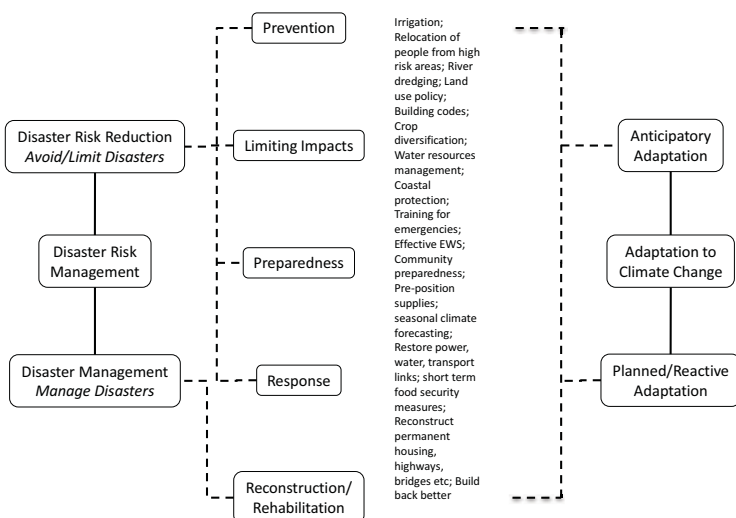 Prevention
Disaster Risk Reduction
Avoid/Limit Disasters
Limiting Impacts
Disaster Risk
Management
Preparedness
Disaster Management
Manage Disasters
Response
Reconstruction/
Rehabilitation
Irrigation;
Relocation of
people from high
risk areas; River
dredging; Land
use policy;
Building codes;
Crop
diversification;
Water resources
management;
Coastal
protection;
Training for
emergencies;
Effective EWS;
Community
preparedness;
Pre-position
supplies;
seasonal climate
forecasting;
Restore power,
water, transport
links; short term
food security
measures;
Reconstruct
permanent
housing,
highways,
bridges etc; Build
back better
Anticipatory
Adaptation
Adaptation to
Climate Change
Planned/Reactive
Adaptation